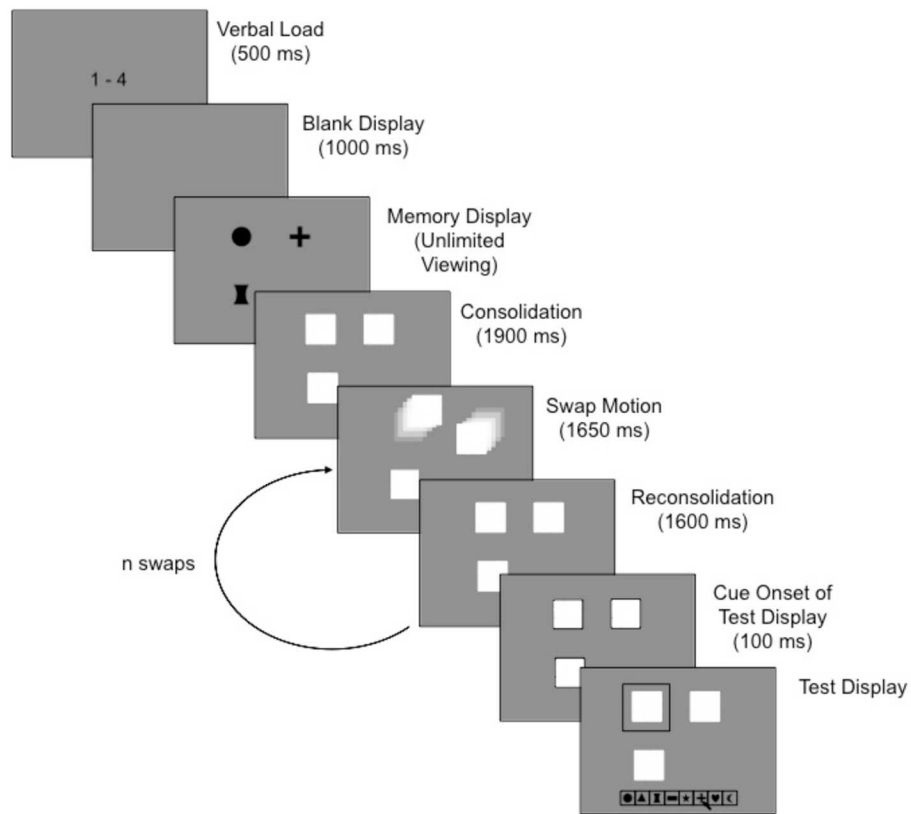 Verbal Load
(500 ms)
1 - 4
Blank Display
(1000 ms)
Memory Display
(Unlimited
Viewing)
Consolidation
(1900 ms)
Swap Motion
(1650 ms)
Reconsolidation
(1600 ms)
n swaps
Cue Onset of
Test Display
(100 ms)
Test Display